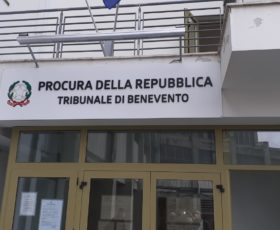 PROCURA DELLA REPUBBLICA
TRIBUNALE DI BENEVENTO